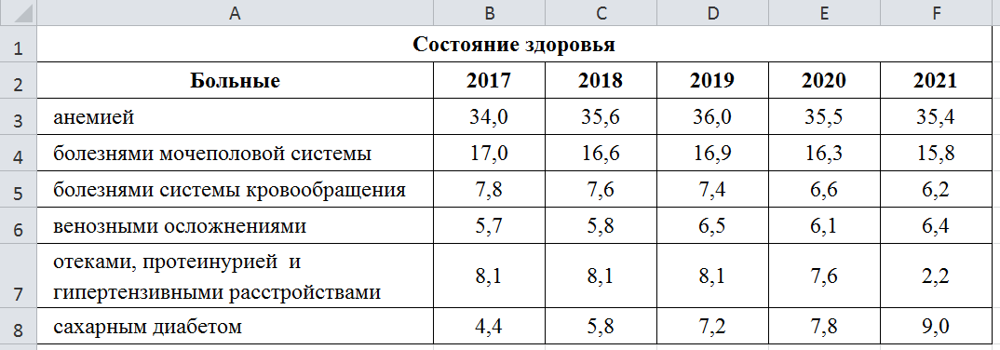 A B C D E F
1 Состояние здоровья
2 Больные 2017 2018 2019 2020 2021
3 анемией 34,0 35,6 36,0 35,5 35,4
4 болезнями мочеполовой системы 17,0 16,6 16,9 16,3 15,8
5 болезнями системы кровообращения 7,8 7,6 7,4 6,6 6,2
6 венозными осложнениями 5,7 5,8 6,5 6,1 6,4
отеками, протеинурией и
7 гипертензивными расстройствами 8,1 8,1 8,1 7,6 2,2
8 сахарным диабетом 4,4 5,8 7,2 7,8 9,0